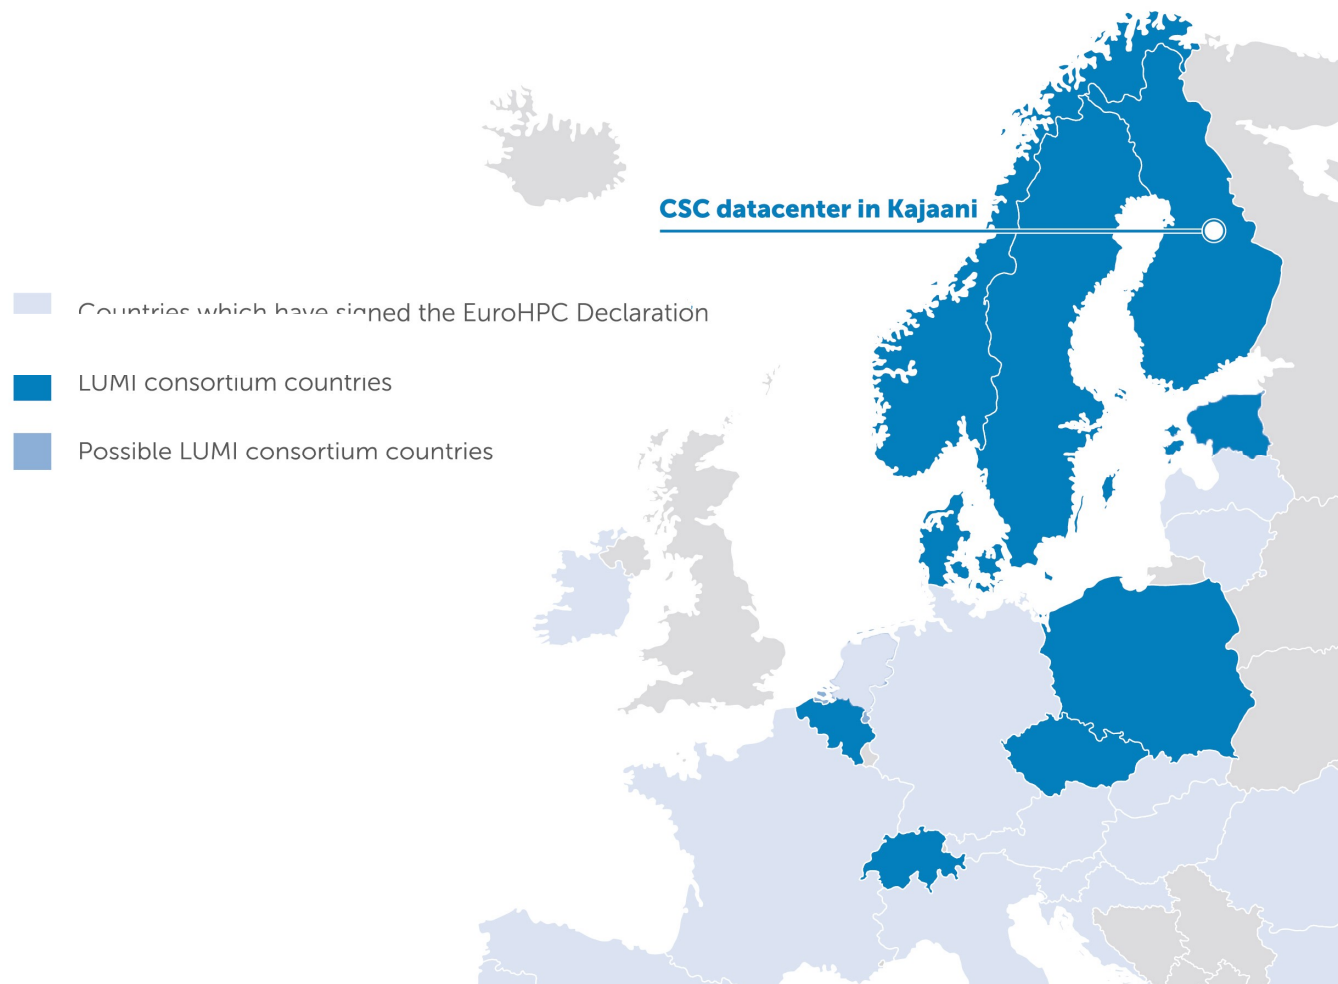 CSC datacenter in Kajaani
Countries which have signed the EuroHPC Declaration
LUMI consortium countries
Possible LUMI consortium countries